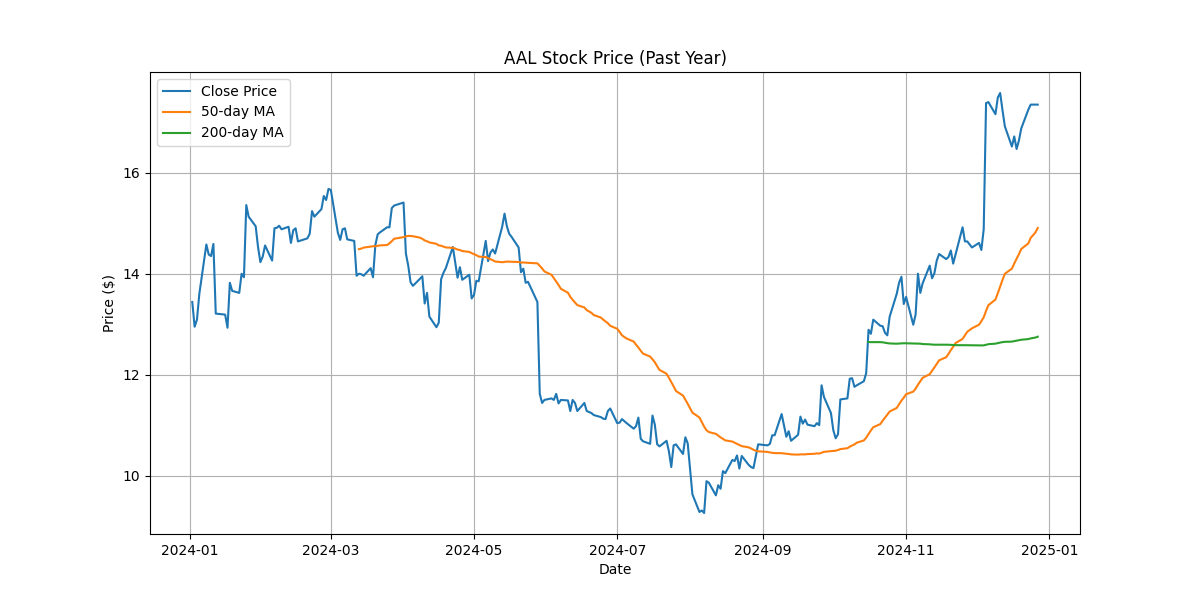 AAL Stock Price (Past Year)
Close Price
50-day MA
200-day MA
Price ($)
16
14
12
10
2024-01 2024-03 2024-05 2024-07 2024-09 2024-11 2025-01
Date